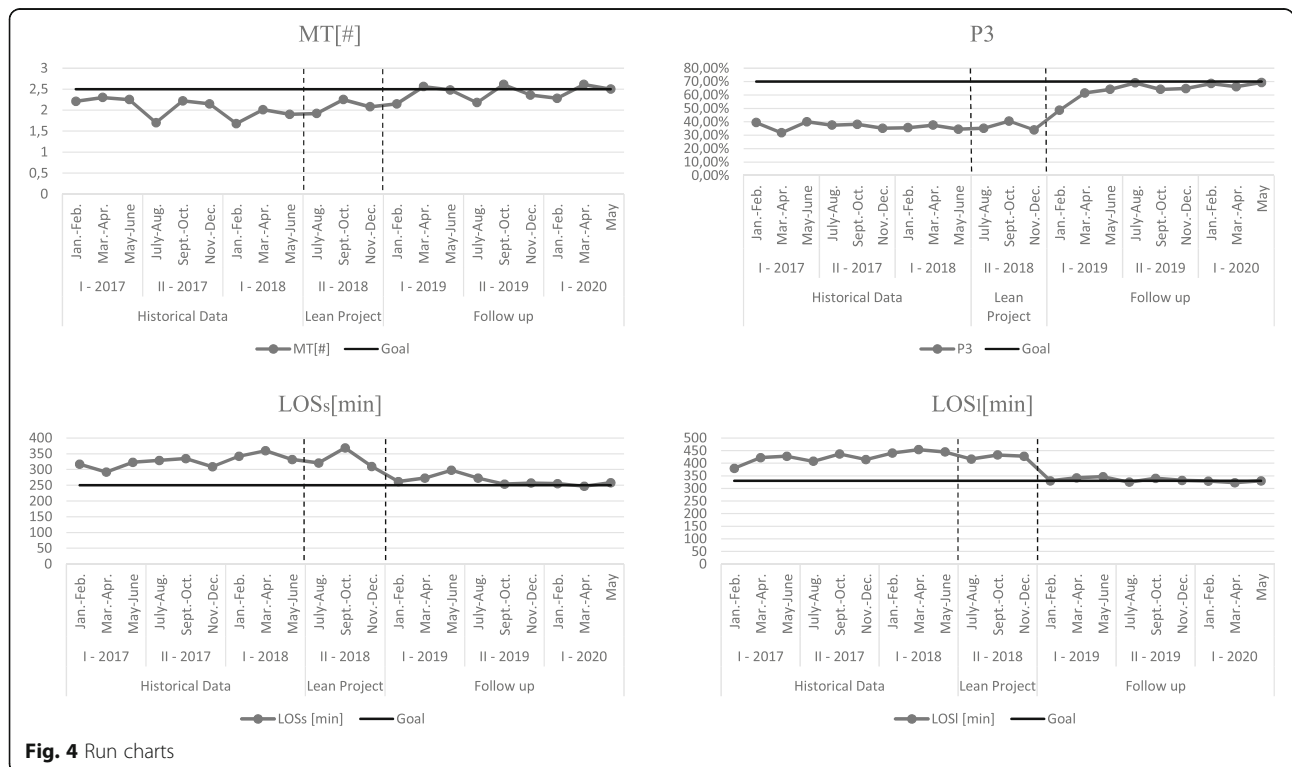 MT[#]
3
2,5
2
1,5
1
0,5
0
Jan.-Feb. Mar.-Apr. May-June July-Aug. Sept.-Oct. Nov.-Dec. Jan.-Feb. Mar.-Apr. May-June July-Aug. Sept.-Oct. Nov.-Dec. Jan.-Feb. Mar.-Apr. May-June July-Aug. Sept.-Oct. Nov.-Dec. Jan.-Feb. Mar.-Apr. May
I - 2017 II - 2017 I - 2018 II - 2018 I - 2019 II - 2019 I - 2020
Historical Data Lean Project Follow up
MT[#] Goal
P3
80,00%
70,00%
60,00%
50,00%
40,00%
30,00%
20,00%
10,00%
0,00%
Jan.-Feb. Mar.-Apr. May-June July-Aug. Sept.-Oct. Nov.-Dec. Jan.-Feb. Mar.-Apr. May-June July-Aug. Sept.-Oct. Nov.-Dec. Jan.-Feb. Mar.-Apr. May-June July-Aug. Sept.-Oct. Nov.-Dec. Jan.-Feb. Mar.-Apr. May
I - 2017 II - 2017 I - 2018 II - 2018 I - 2019 II - 2019 I - 2020
Historical Data Lean Follow up
Project
P3 Goal
LOSs[min]
400
350
300
250
200
150
100
50
0
Jan.-Feb. Mar.-Apr. May-June July-Aug. Sept.-Oct. Nov.-Dec. Jan.-Feb. Mar.-Apr. May-June July-Aug. Sept.-Oct. Nov.-Dec. Jan.-Feb. Mar.-Apr. May-June July-Aug. Sept.-Oct. Nov.-Dec. Jan.-Feb. Mar.-Apr. May
I - 2017 II - 2017 I - 2018 II - 2018 I - 2019 II - 2019 I - 2020
Historical Data Lean Project Follow up
LOSs [min] Goal
LOSl[min]
500
450
400
350
300
250
200
150
100
50
0
Jan.-Feb. Mar.-Apr. May-June July-Aug. Sept.-Oct. Nov.-Dec. Jan.-Feb. Mar.-Apr. May-June July-Aug. Sept.-Oct. Nov.-Dec. Jan.-Feb. Mar.-Apr. May-June July-Aug. Sept.-Oct. Nov.-Dec. Jan.-Feb. Mar.-Apr. May
I - 2017 II - 2017 I - 2018 II - 2018 I - 2019 II - 2019 I - 2020
Historical Data Lean Project Follow up
LOSl [min] Goal
Fig. 4 Run charts